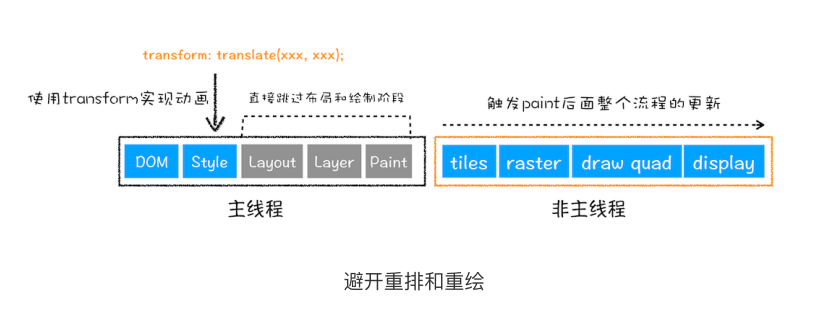 transform: translate(xxx, xxx);
使用transform实现动画
直接跳过布局和绘制阶段
触发paint后面整个流程的更新
DOM
Style
Layout
Layer
Paint
tiles
raster
draw quad
display
主线程
非主线程
避开重排和重绘